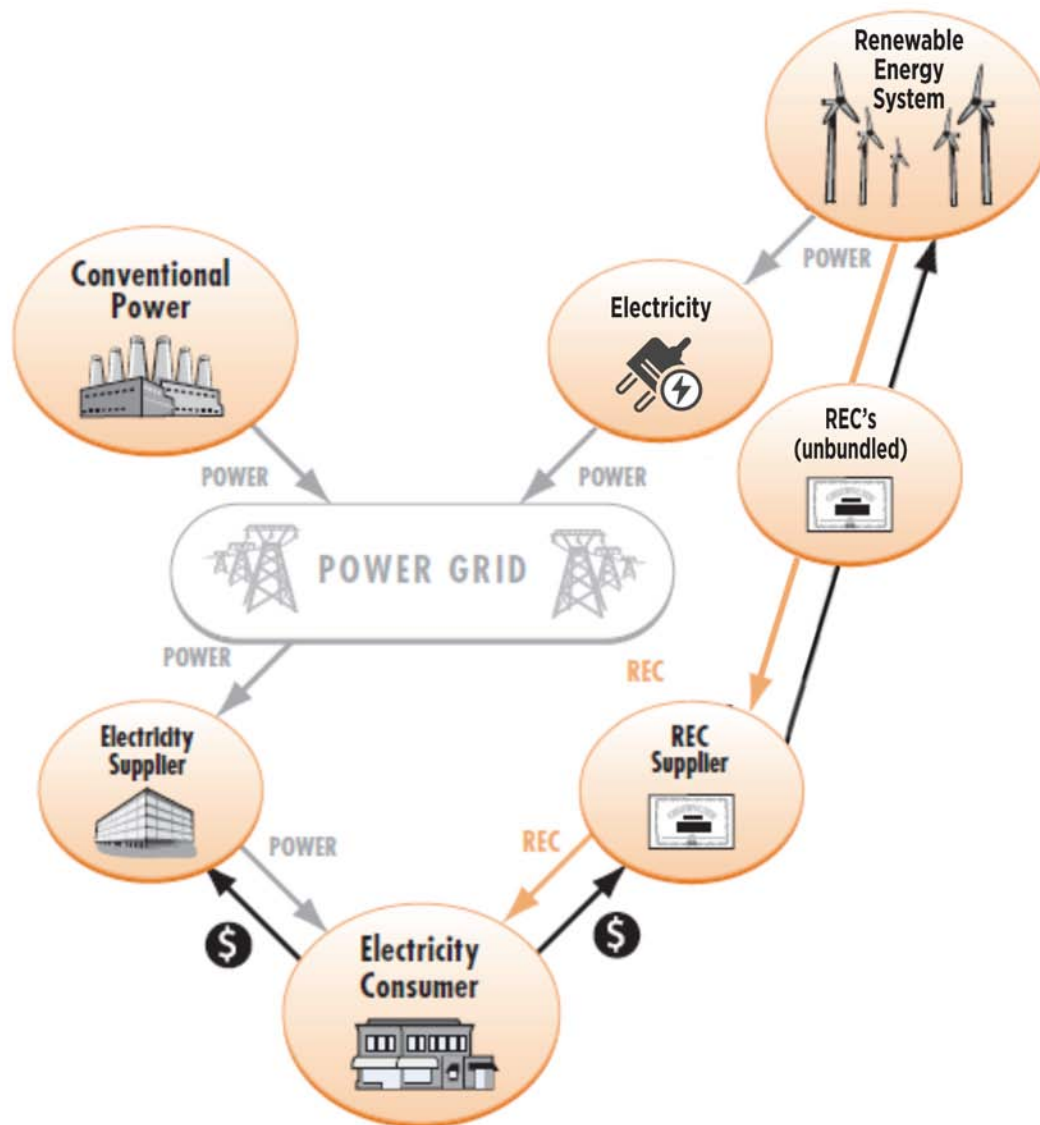 Renewable
Energy
System
POWER
Conventional
Power
Electricity
REC's
(unbundled)
POWER
POWER
POWER GRID
POWER
REC
Electricity
Supplier
REC
Supplier
POWER
REC
$
$
Electricity
Consumer